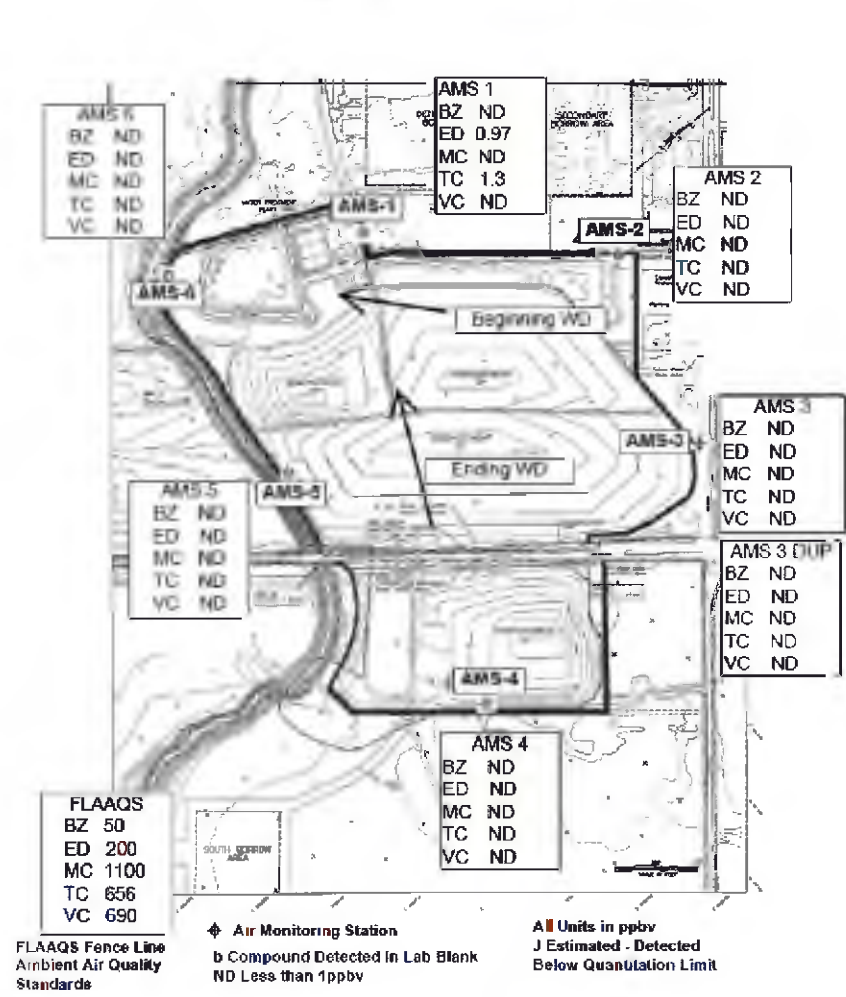 AMS 6
BZ ND
ED ND
MC ND
TC ND
VC ND
AMS 1
BZ ND
ED 0.97
MC ND
TC 1.3
VC ND
SECONDARY
BORROW AREA
AMS 2
BZ ND
ED ND
MC ND
TC ND
VC ND
AMS-1
AMS-2
AMS-6
Beginning WD
AMS 3
BZ ND
ED ND
MC ND
TC ND
VC ND
AMS-3
Ending WD
AMS-5
AMS 5
BZ ND
ED ND
MC ND
TC ND
VC ND
AMS 3 DUP
BZ ND
ED ND
MC ND
TC ND
VC ND
AMS-4
AMS 4
BZ ND
ED ND
MC ND
TC ND
VC ND
FLAAQS
BZ 50
ED 200
MC 1100
TC 656
VC 690
SOUTH BORROW
AREA
FLAAQS Fence Line
Ambient Air Quality
Standards
Air Monitoring Station
b Compound Detected in Lab Blank
ND Less than 1ppbv
All Units in ppbv
J Estimated - Detected
Below Quantitation Limit